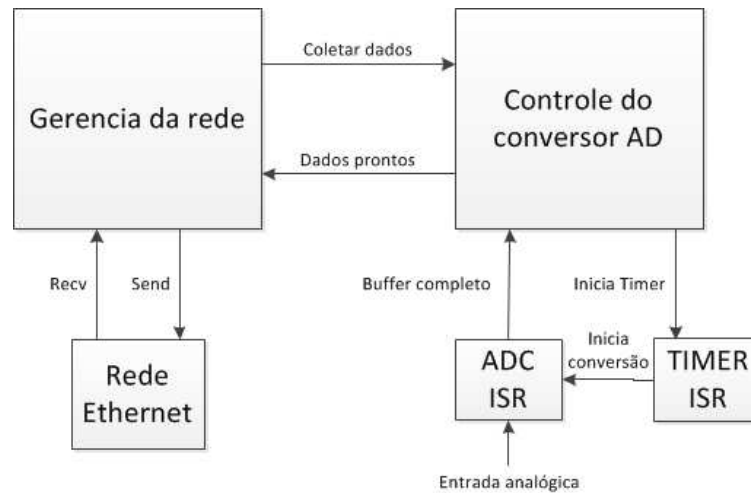 Coletar dados
Gerencia da rede
Controle do
conversor AD
Dados prontos
Recv
Send
Buffer completo
Inicia Timer
Rede
Ethernet
ADC
ISR
Inicia
conversão
TIMER
ISR
Entrada analógica